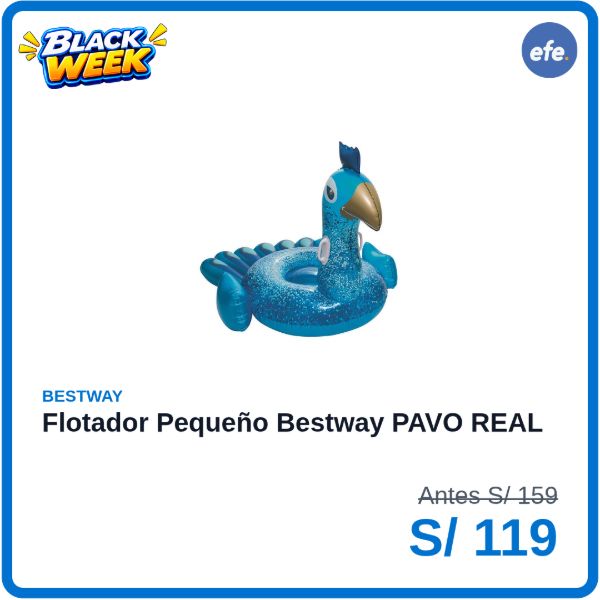 BLACK
WEEK
efe.
BESTWAY
Flotador Pequeño Bestway PAVO REAL
Antes S/ 159
S/ 119